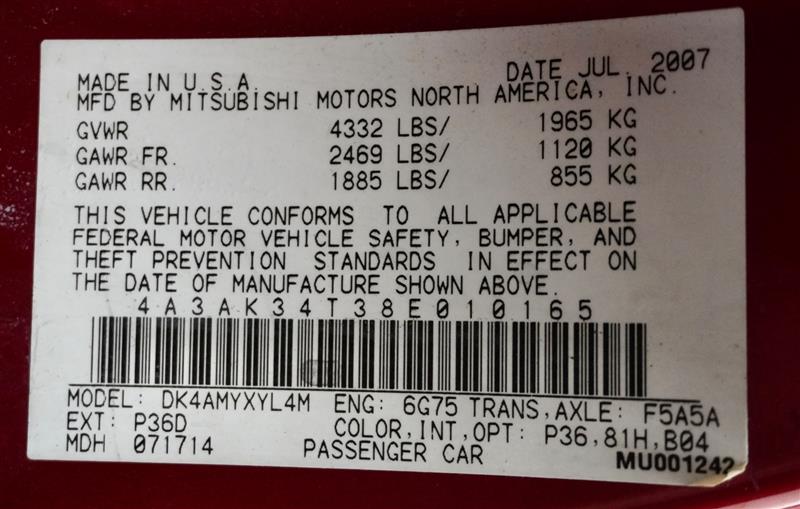 MADE IN U.S.A. DATE JUL. 2007
MFD BY MITSUBISHI MOTORS NORTH AMERICA, INC.
GVWR 4332 LBS/ 1965 KG
GAWR FR. 2469 LBS/ 1120 KG
GAWR RR. 1885 LBS/ 855 KG
THIS VEHICLE CONFORMS TO ALL APPLICABLE
FEDERAL MOTOR VEHICLE SAFETY, BUMPER, AND
THEFT PREVENTION STANDARDS IN EFFECT ON
THE DATE OF MANUFACTURE SHOWN ABOVE.
4A3AK34T38E010165
MODEL: DK4AMYXYL4M ENG: 6G75 TRANS,AXLE: F5A5A
EXT: P36D COLOR,INT,OPT: P36,81H,B04
MDH 071714 PASSENGER CAR MU001242